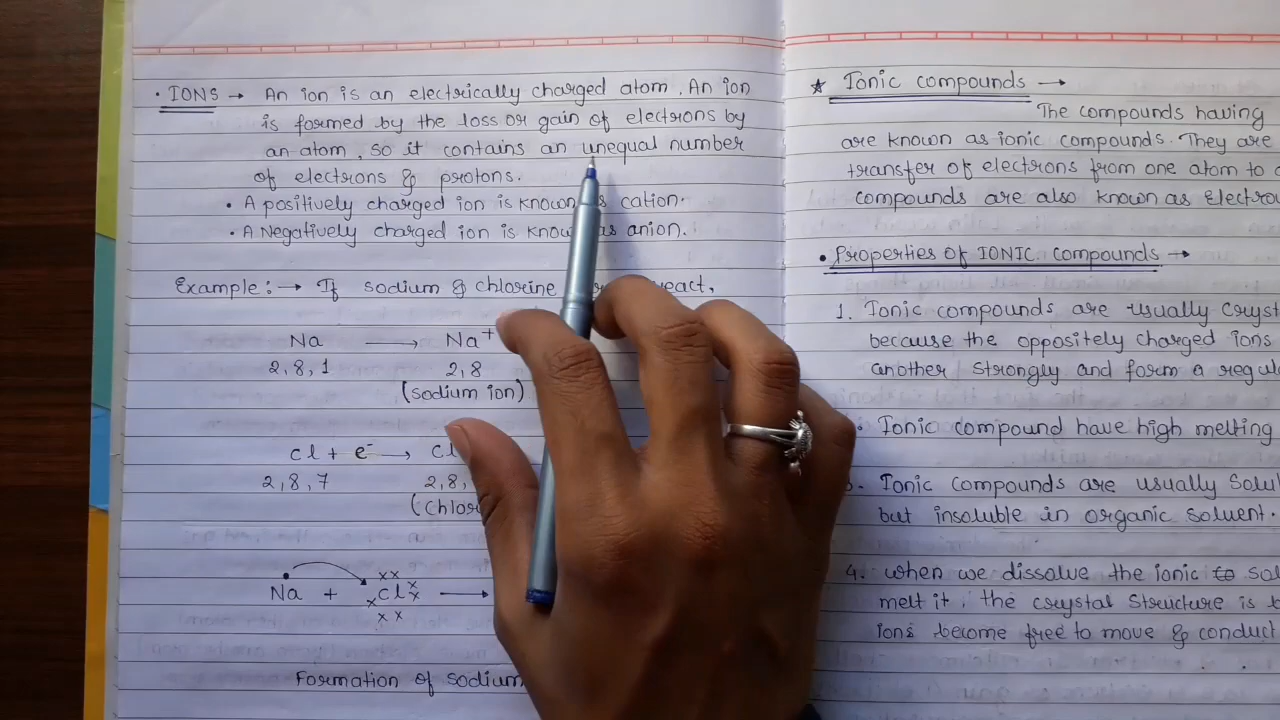 • IONS → An ion is an electrically charged atom. An ion
is formed by the loss or gain of electrons by
an atom, so it contains an unequal number
of electrons & protons.
• A positively charged ion is known cation.
• A Negatively charged ion is as anion.
Example:→ If sodium & chlorine react,
Na → Na⁺
2,8,1 2,8
(sodium ion)
Cl + e⁻ → Cl
2,8,7 2,8,
Na + Cl →
Formation of sodium
★ Ionic compounds →
The compounds having
are known as ionic compounds. They are
transfer of electrons from one atom to
compounds are also known as
• Properties of IONIC compounds →
1. Ionic compounds are usually
because the oppositely charged ions
another strongly and form a
Ionic compound have high melting
Ionic compounds are usually
but insoluble in organic solvent.
4. when we dissolve the ionic
melt it, the crystal structure is
ions become free to move & conduct